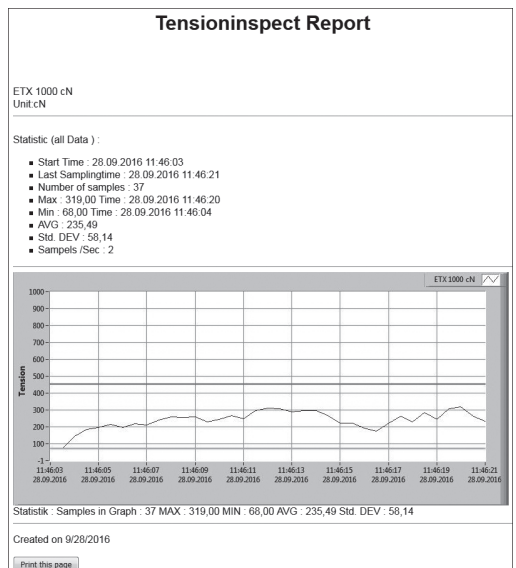 Tensioninspect Report
ETX 1000 cN
Unit:cN
Statistic (all Data ) :
▪ Start Time : 28.09.2016 11:46:03
▪ Last Samplingtime : 28.09.2016 11:46:21
▪ Number of samples : 37
▪ Max : 319,00 Time : 28.09.2016 11:46:20
▪ Min : 68,00 Time : 28.09.2016 11:46:04
▪ AVG : 235,49
▪ Std. DEV : 58,14
▪ Sampels /Sec : 2
ETX 1000 cN
Tension
1000
900
800
700
600
500
400
300
200
100
-1
11:46:03 11:46:05 11:46:07 11:46:09 11:46:11 11:46:13 11:46:15 11:46:17 11:46:19 11:46:21
28.09.2016 28.09.2016 28.09.2016 28.09.2016 28.09.2016 28.09.2016 28.09.2016 28.09.2016 28.09.2016 28.09.2016
Statistik : Samples in Graph : 37 MAX : 319,00 MIN : 68,00 AVG : 235,49 Std. DEV : 58,14
Created on 9/28/2016
Print this page